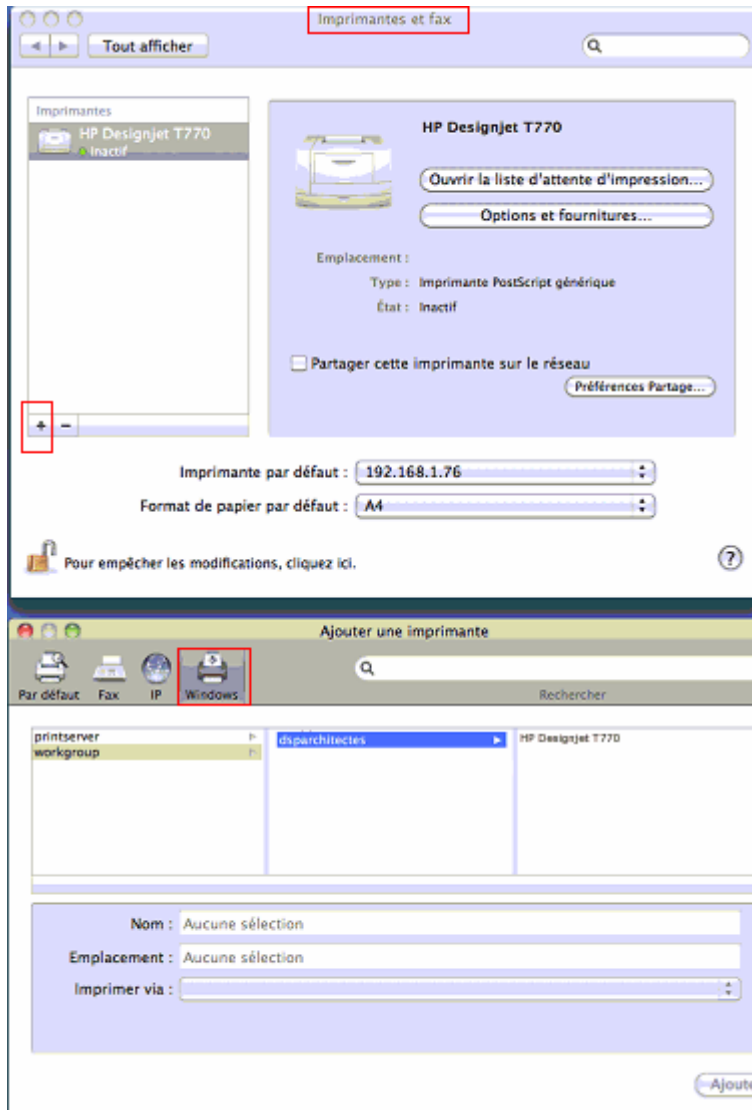 Imprimantes et fax
Tout afficher
Imprimantes
HP Designjet T770
Inactif
HP Designjet T770
Ouvrir la liste d'attente d'impression...
Options et fournitures...
Emplacement :
Type : Imprimante PostScript générique
État : Inactif
Partager cette imprimante sur le réseau
Préférences Partage...
+ −
Imprimante par défaut : 192.168.1.76
Format de papier par défaut : A4
Pour empêcher les modifications, cliquez ici.
?
Ajouter une imprimante
Par défaut Fax IP Windows
Rechercher
printserver
workgroup
dsparchitectes
HP Designjet T770
Nom : Aucune sélection
Emplacement : Aucune sélection
Imprimer via :
Ajoute